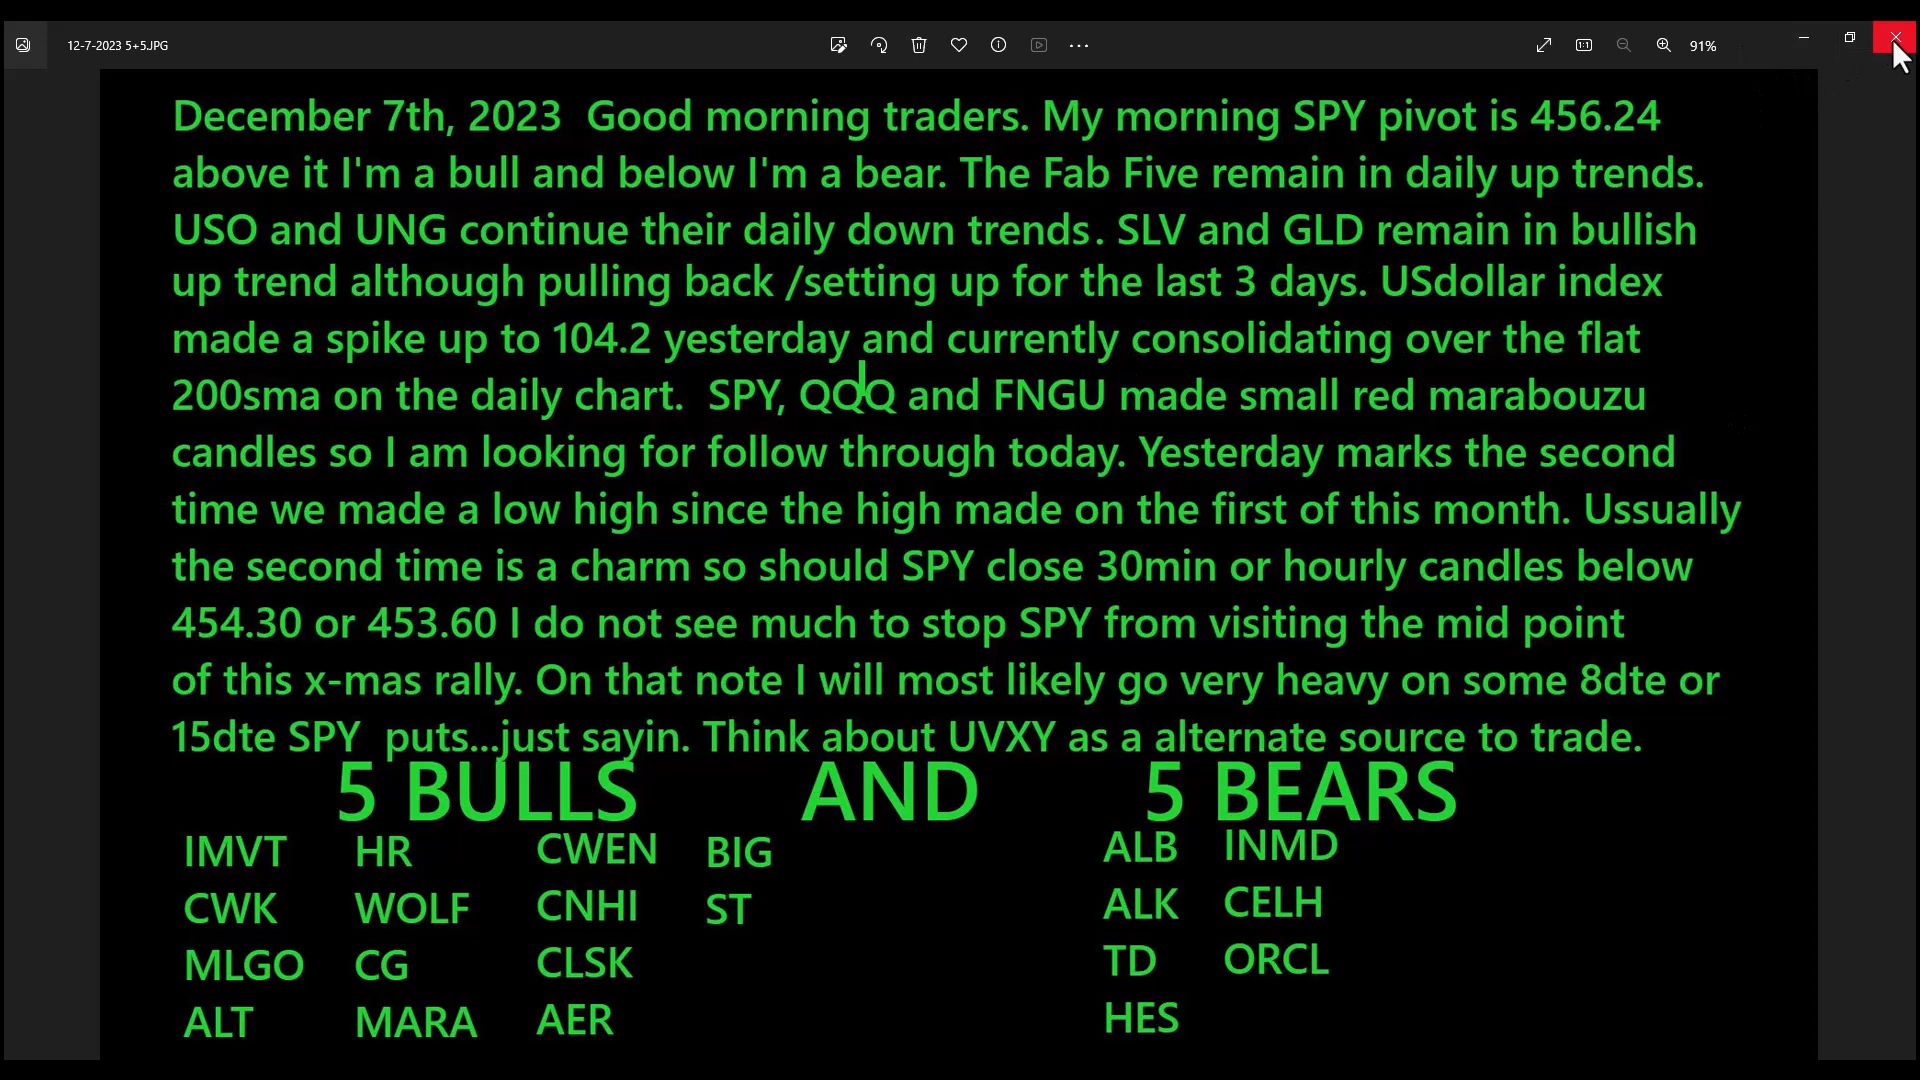 12-7-2023 5+5.JPG
91%
December 7th, 2023  Good morning traders. My morning SPY pivot is 456.24
above it I'm a bull and below I'm a bear. The Fab Five remain in daily up trends.
USO and UNG continue their daily down trends. SLV and GLD remain in bullish
up trend although pulling back /setting up for the last 3 days. USdollar index
made a spike up to 104.2 yesterday and currently consolidating over the flat
200sma on the daily chart.  SPY, QQQ and FNGU made small red marabouzu
candles so I am looking for follow through today. Yesterday marks the second
time we made a low high since the high made on the first of this month. Ussually
the second time is a charm so should SPY close 30min or hourly candles below
454.30 or 453.60 I do not see much to stop SPY from visiting the mid point
of this x-mas rally. On that note I will most likely go very heavy on some 8dte or
15dte SPY  puts...just sayin. Think about UVXY as a alternate source to trade.
5 BULLS AND 5 BEARS
IMVT HR CWEN BIG ALB INMD
CWK WOLF CNHI ST ALK CELH
MLGO CG CLSK TD ORCL
ALT MARA AER HES